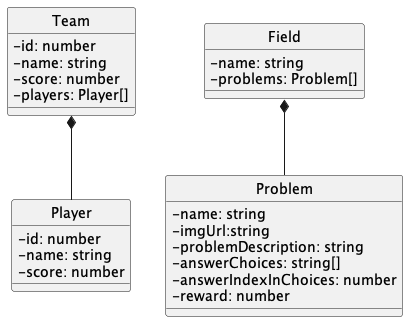 Team
-id: number
-name: string
-score: number
-players: Player[]
Field
-name: string
-problems: Problem[]
Player
-id: number
-name: string
-score: number
Problem
-name: string
-imgUrl:string
-problemDescription: string
-answerChoices: string[]
-answerIndexInChoices: number
-reward: number